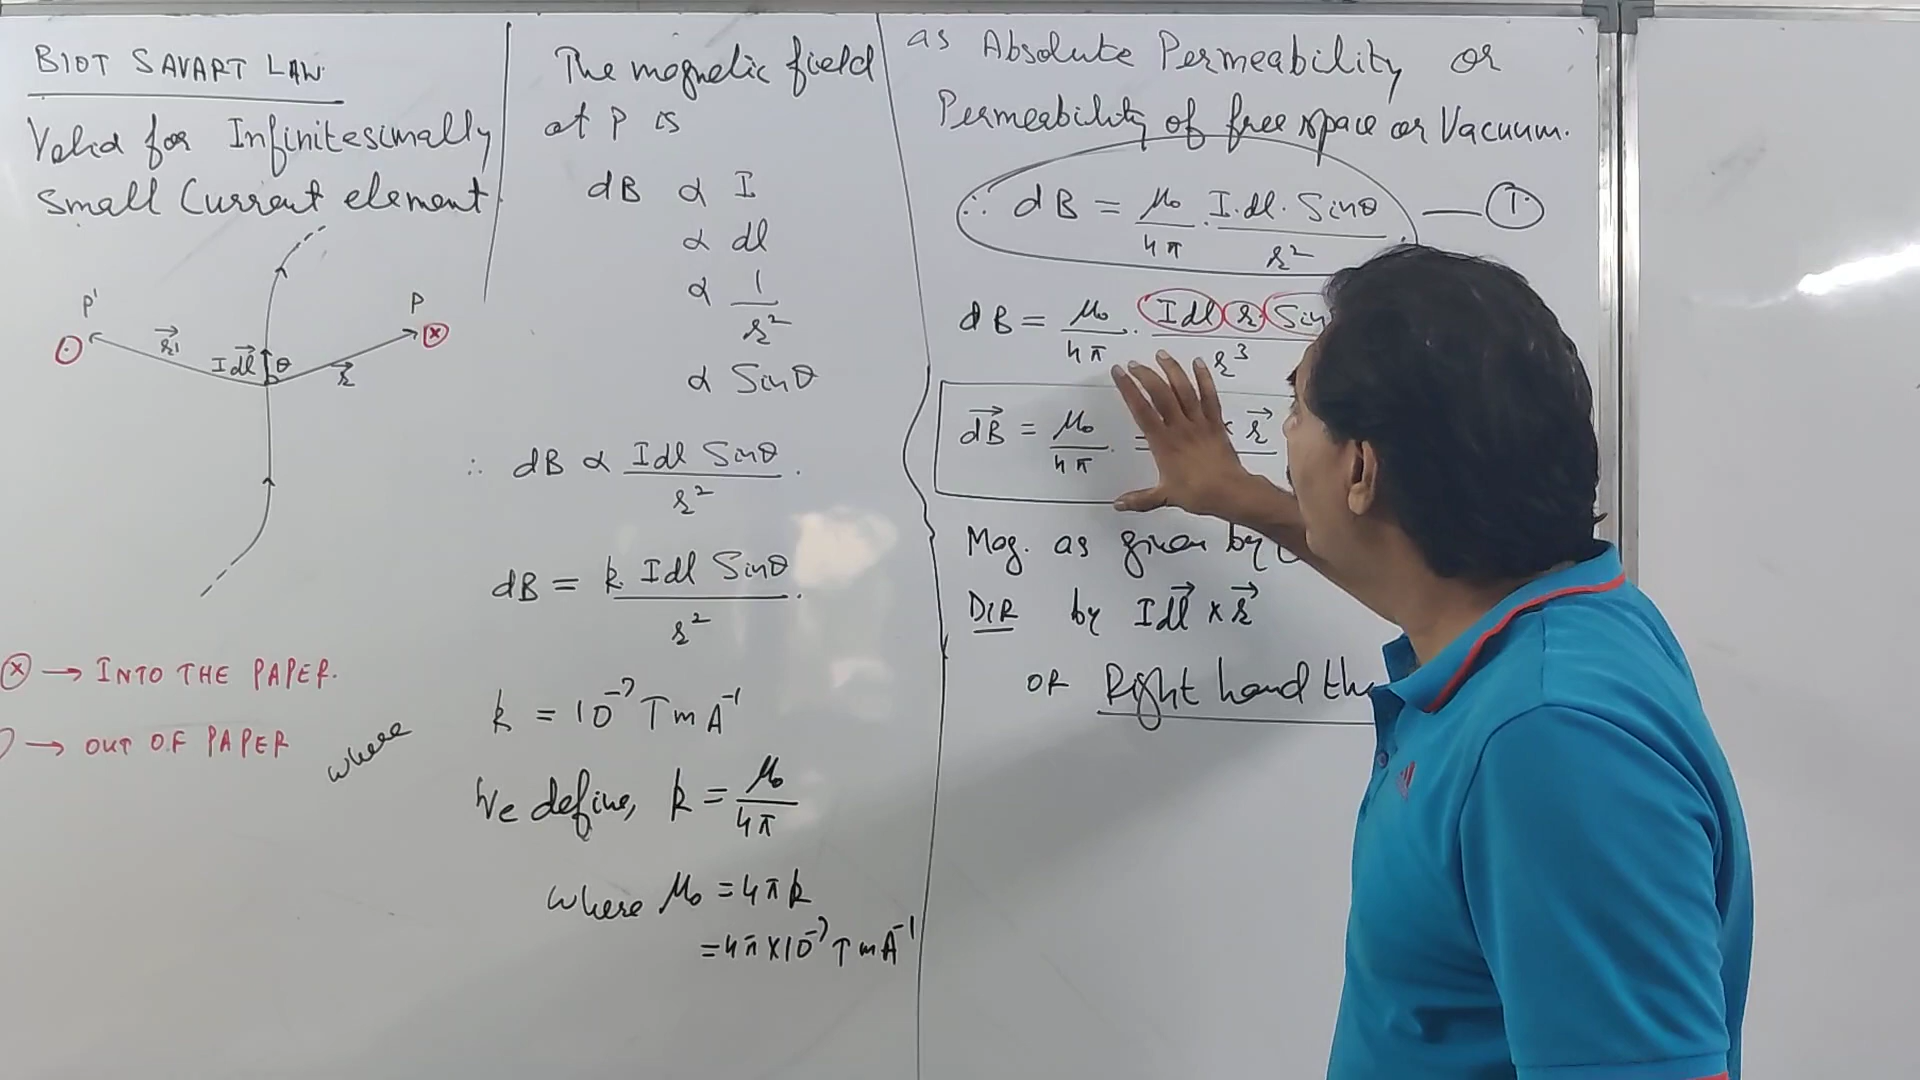 BIOT SAVART LAW
Valid for Infinitesimally
small Current element.
P'
P
r₁
I dl
θ
r
⊗ → INTO THE PAPER.
→ OUT OF PAPER
The magnetic field
at P is
dB α I
α dl
α 1/r²
α Sinθ
∴ dB α Idl Sinθ/r².
dB = k. Idl Sinθ/r².
where
k = 10⁻⁷ T m A⁻¹
We define, k = μ₀/4π
where μ₀ = 4πk
= 4π×10⁻⁷ T m A⁻¹
as Absolute Permeability or
Permeability of free space or Vacuum.
∴ dB = μ₀/4π . I.dl. Sinθ/r² — ①
dB = μ₀/4π . Idl r Sin/r³
dB = μ₀/4π . × r
Mag. as given by
DIR by Idl × r
OR Right hand